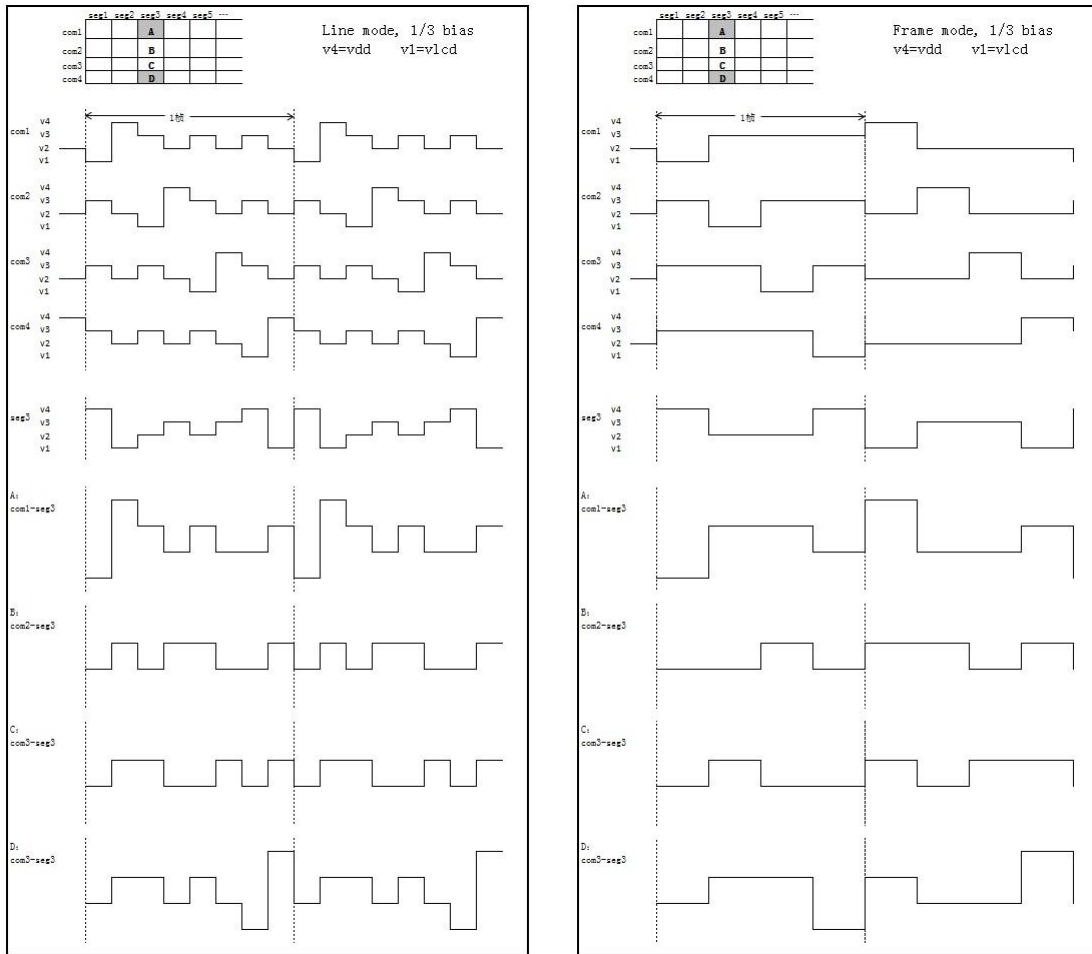 seg1 seg2 seg3 seg4 seg5 ---
com1 A
com2 B
com3 C
com4 D
Line mode, 1/3 bias
v4=vdd v1=vlcd
1帧
com1 v4
v3
v2
v1
com2 v4
v3
v2
v1
com3 v4
v3
v2
v1
com4 v4
v3
v2
v1
seg3 v4
v3
v2
v1
A:
com1-seg3
B:
com2-seg3
C:
com3-seg3
D:
com3-seg3
seg1 seg2 seg3 seg4 seg5 ---
com1 A
com2 B
com3 C
com4 D
Frame mode, 1/3 bias
v4=vdd v1=vlcd
1帧
com1 v4
v3
v2
v1
com2 v4
v3
v2
v1
com3 v4
v3
v2
v1
com4 v4
v3
v2
v1
seg3 v4
v3
v2
v1
A:
com1-seg3
B:
com2-seg3
C:
com3-seg3
D:
com3-seg3